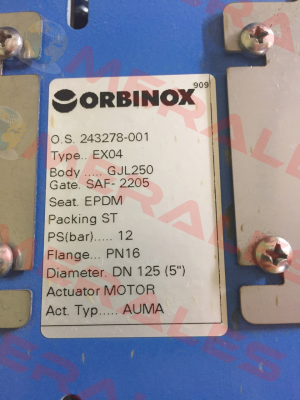 909
ORBINOX
O.S. 243278-001
Type.. EX04
Body ..... GJL250
Gate. SAF- 2205
Seat. EPDM
Packing ST
PS(bar)..... 12
Flange... PN16
Diameter. DN 125 (5")
Actuator MOTOR
Act. Typ..... AUMA